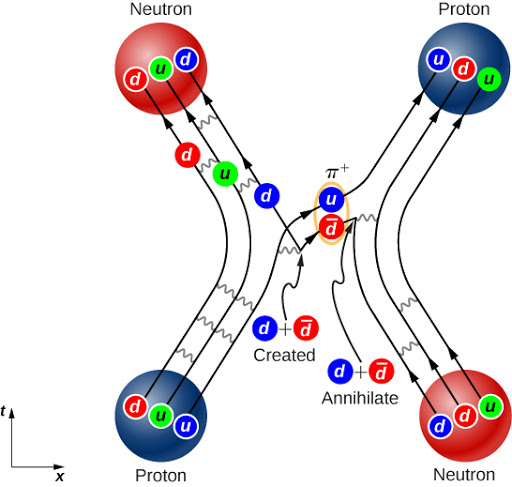 Neutron
Proton
d u d
u d u
d
u
d
π⁺
u
d̅
d + d̅
Created
d + d̅
Annihilate
d u u
d d u
t
x
Proton
Neutron